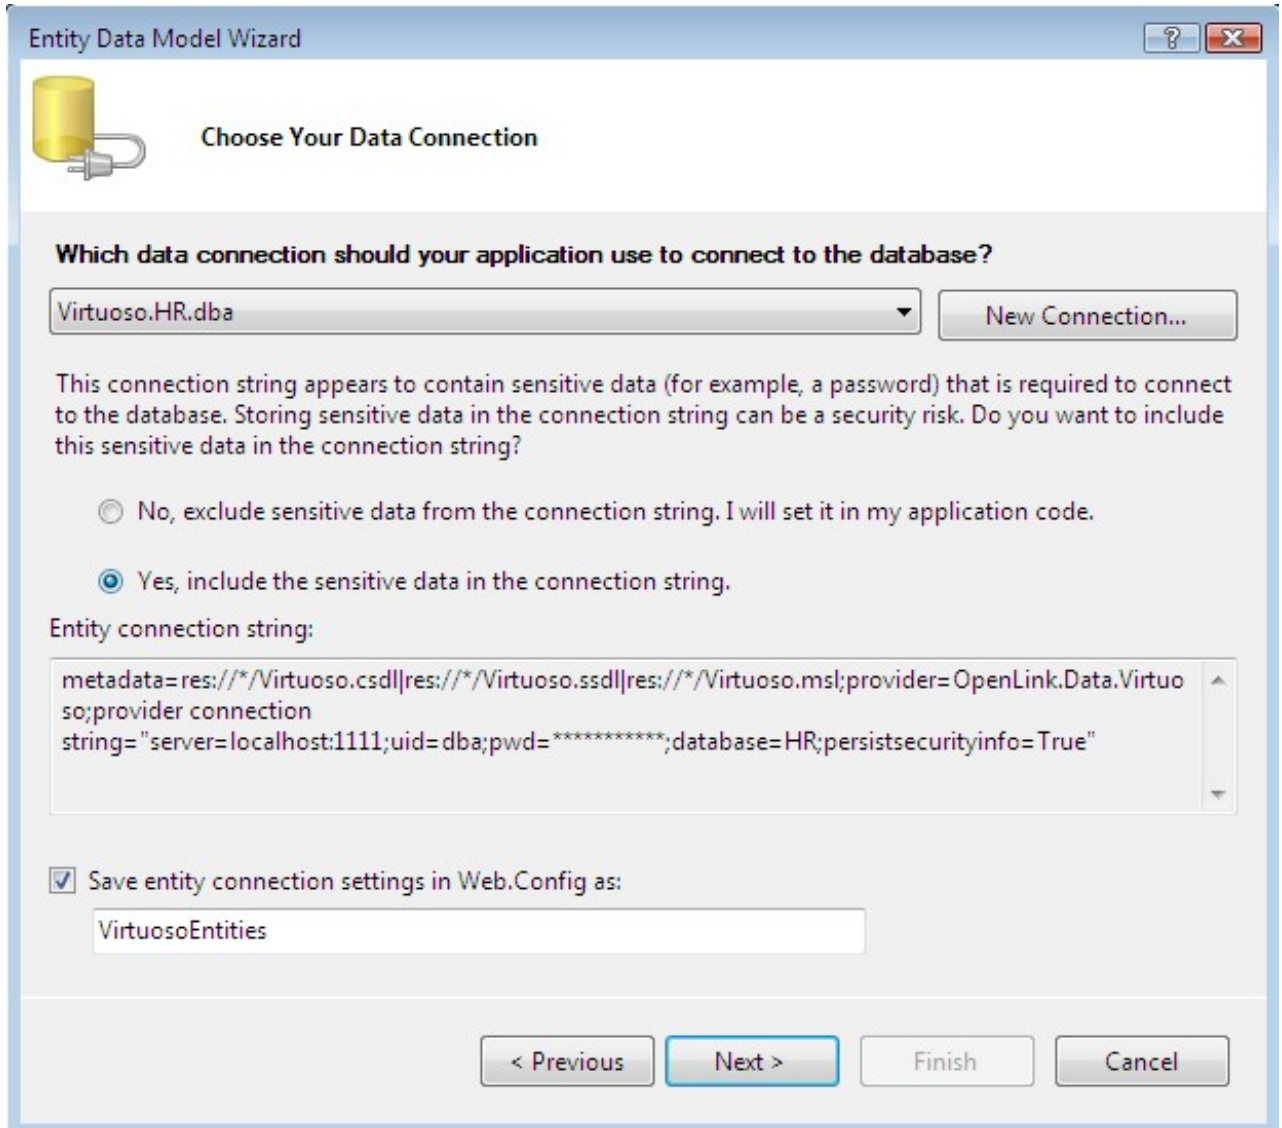 Entity Data Model Wizard
Choose Your Data Connection
Which data connection should your application use to connect to the database?
Virtuoso.HR.dba
New Connection...
This connection string appears to contain sensitive data (for example, a password) that is required to connect
to the database. Storing sensitive data in the connection string can be a security risk. Do you want to include
this sensitive data in the connection string?
No, exclude sensitive data from the connection string. I will set it in my application code.
Yes, include the sensitive data in the connection string.
Entity connection string:
metadata=res://*/Virtuoso.csdl|res://*/Virtuoso.ssdl|res://*/Virtuoso.msl;provider=OpenLink.Data.Virtuo
so;provider connection
string="server=localhost:1111;uid=dba;pwd=***********;database=HR;persistsecurityinfo=True"
Save entity connection settings in Web.Config as:
VirtuosoEntities
< Previous
Next >
Finish
Cancel